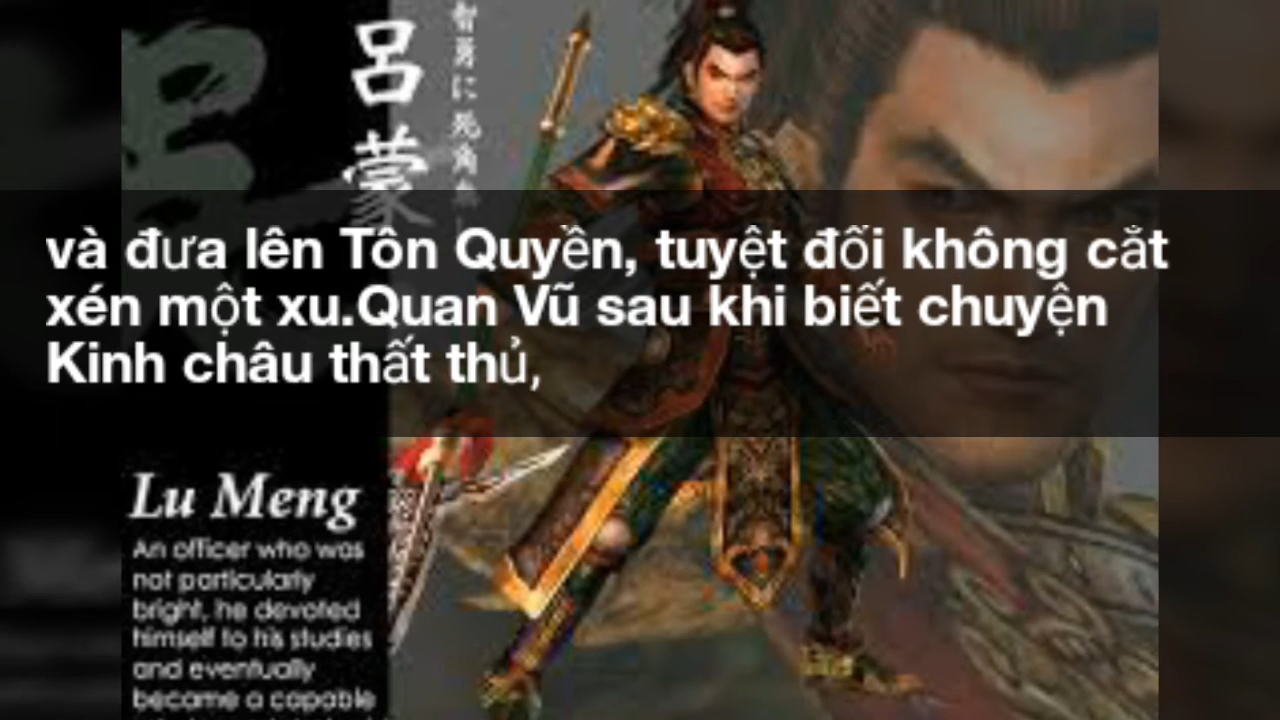 呂蒙
và đưa lên Tôn Quyền, tuyệt đối không cắt
xén một xu.Quan Vũ sau khi biết chuyện
Kinh châu thất thủ,
Lu Meng
An officer who was
not particularly
bright, he devoted
himself to his studies
and eventually
became a capable